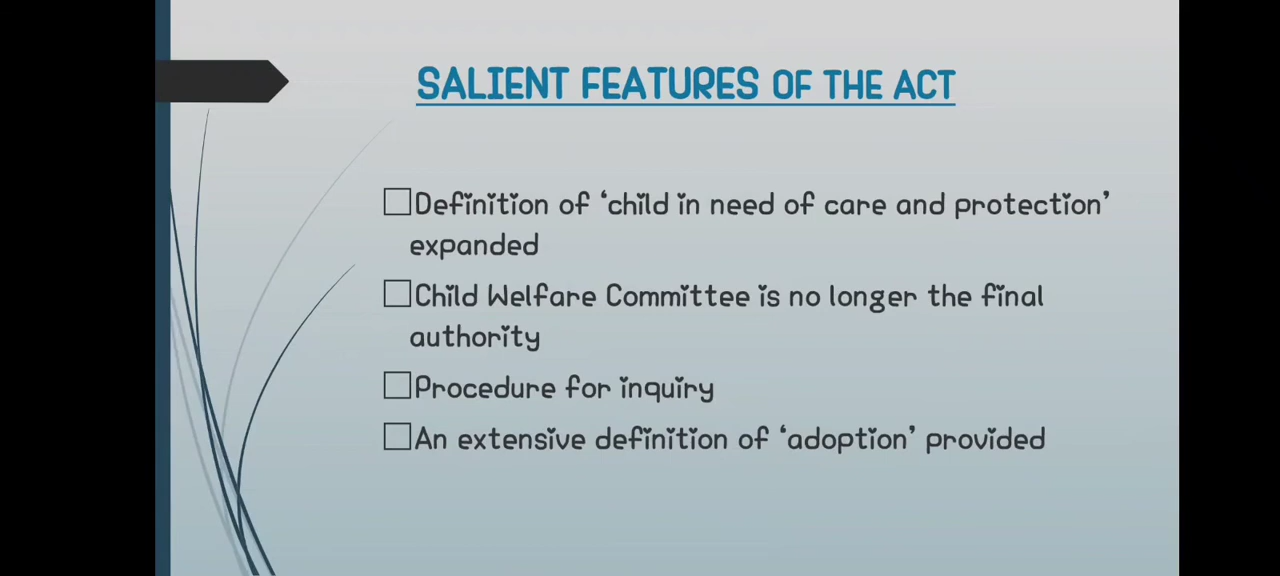 SALIENT FEATURES OF THE ACT
Definition of ‘child in need of care and protection’
expanded
Child Welfare Committee is no longer the final
authority
Procedure for inquiry
An extensive definition of ‘adoption’ provided